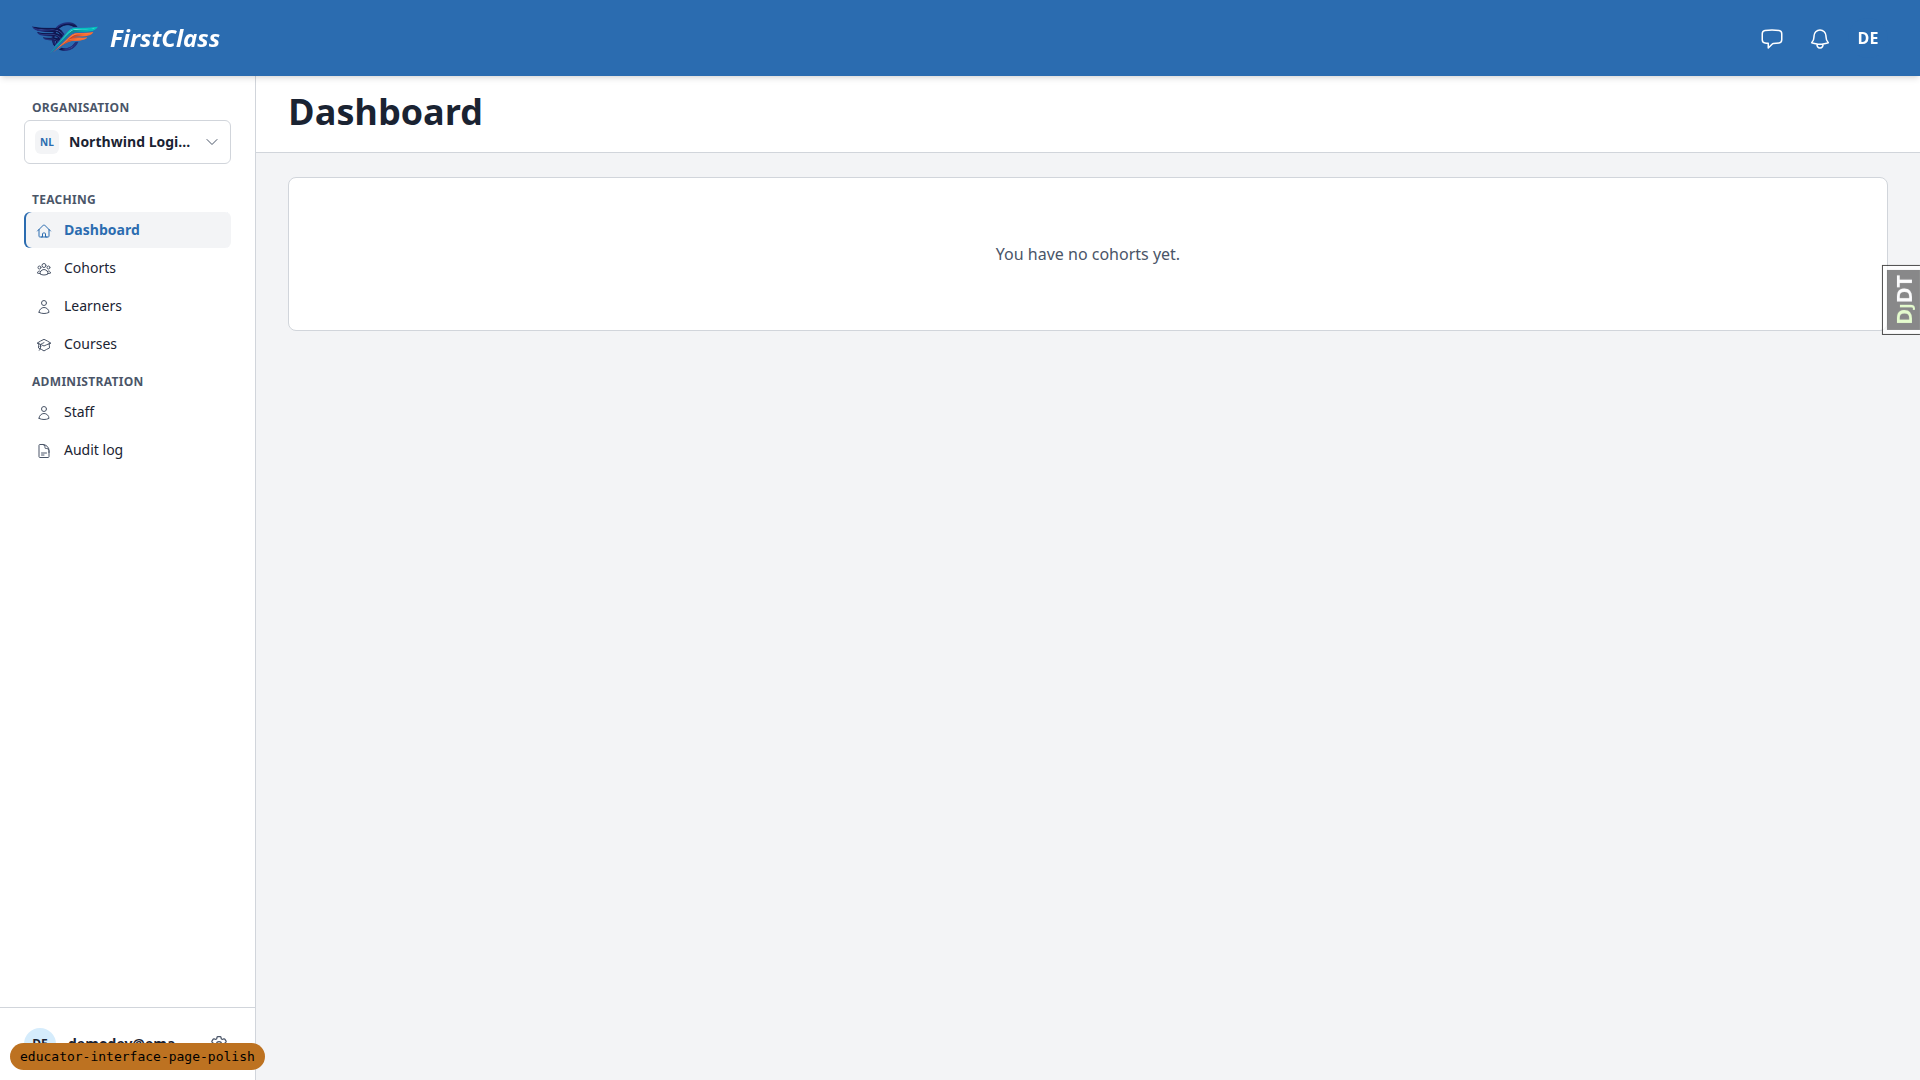 FirstClass
DE
ORGANISATION
NL Northwind Logi...
TEACHING
Dashboard
Cohorts
Learners
Courses
ADMINISTRATION
Staff
Audit log
Dashboard
You have no cohorts yet.
DjDT
educator-interface-page-polish